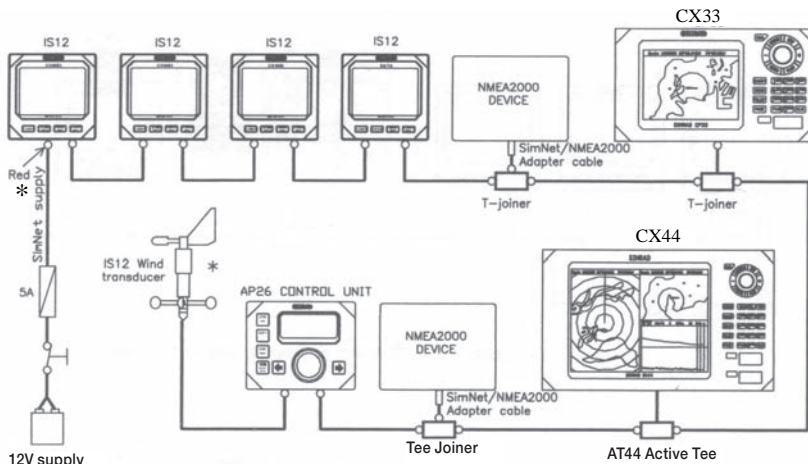 CX33
IS12
IS12
IS12
IS12
NMEA2000
DEVICE
SimNet/NMEA2000
Adapter cable
Red
*
SimNet supply
T-joiner
T-joiner
CX44
SIMRAD
IS12 Wind
transducer
*
5A
AP26 CONTROL UNIT
NMEA2000
DEVICE
SimNet/NMEA2000
Adapter cable
Tee Joiner
AT44 Active Tee
12V supply